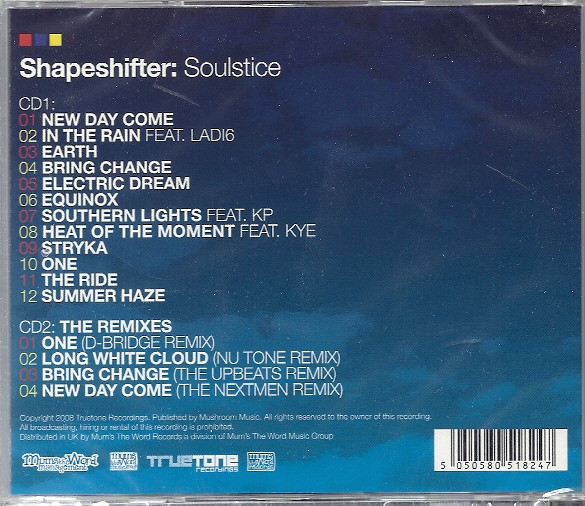 Shapeshifter: Soulstice
CD1:
01 NEW DAY COME
02 IN THE RAIN FEAT. LADI6
03 EARTH
04 BRING CHANGE
05 ELECTRIC DREAM
06 EQUINOX
07 SOUTHERN LIGHTS FEAT. KP
08 HEAT OF THE MOMENT FEAT. KYE
09 STRYKA
10 ONE
11 THE RIDE
12 SUMMER HAZE
CD2: THE REMIXES
01 ONE (D-BRIDGE REMIX)
02 LONG WHITE CLOUD (NU TONE REMIX)
03 BRING CHANGE (THE UPBEATS REMIX)
04 NEW DAY COME (THE NEXTMEN REMIX)
Copyright 2008 Truetone Recordings. Published by Mushroom Music. All rights reserved to the owner of this recording.
All broadcasting, hiring or rental of this recording is prohibited.
Distributed in UK by Mum's The Word Records a division of Mum's The Word Music Group
TRUETONE
recordings
5 050580 518247